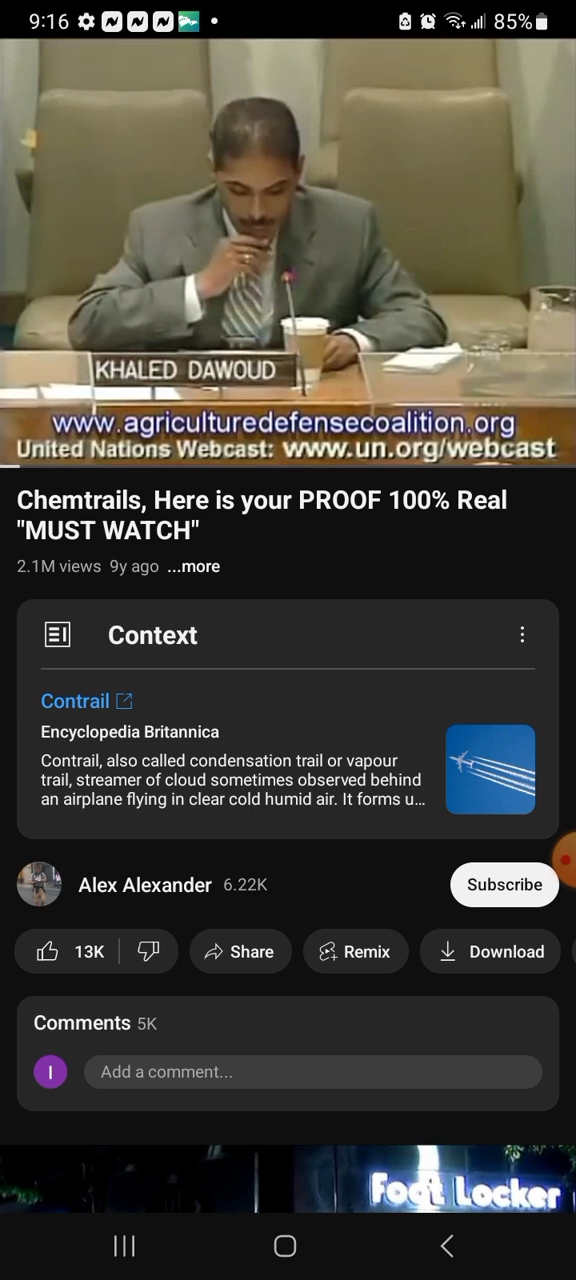 9:16
85%
KHALED DAWOUD
www.agriculturedefensecoalition.org
United Nations Webcast: www.un.org/webcast
Chemtrails, Here is your PROOF 100% Real
"MUST WATCH"
2.1M views 9y ago ...more
Context
Contrail
Encyclopedia Britannica
Contrail, also called condensation trail or vapour
trail, streamer of cloud sometimes observed behind
an airplane flying in clear cold humid air. It forms u...
Alex Alexander 6.22K
Subscribe
13K
Share
Remix
Download
Comments 5K
I
Add a comment...
Foot Locker